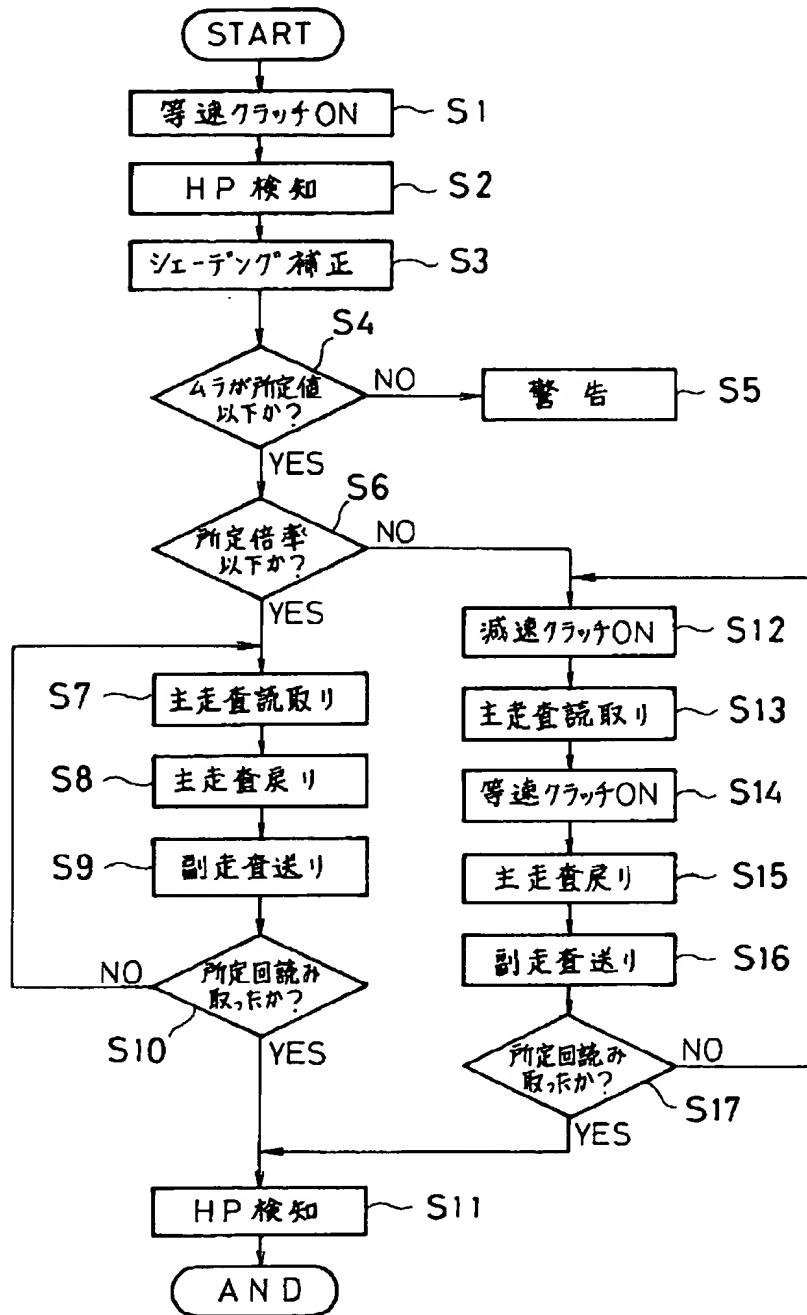 START
等速クラッチON
S1
HP検知
S2
シェーデング補正
S3
S4
ムラが所定値
以下か?
NO
警告
S5
YES
S6
所定倍率
以下か?
NO
YES
減速クラッチON
S12
S7
主走査読取り
主走査読取り
S13
S8
主走査戻り
等速クラッチON
S14
S9
副走査送り
主走査戻り
S15
副走査送り
S16
NO
所定回読み
取ったか?
S10
YES
所定回読み
取ったか?
NO
S17
YES
HP検知
S11
AND